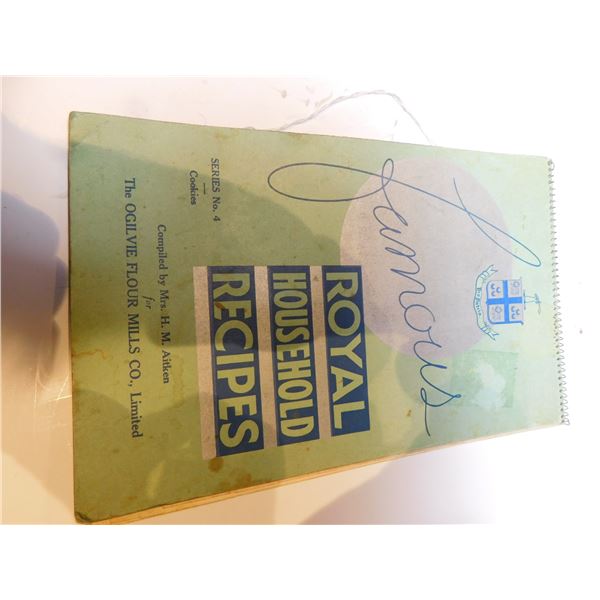 Famous
ROYAL
HOUSEHOLD
RECIPES
SERIES No. 4
Cookies
Compiled by Mrs. H. M. Aitken
for
The OGILVIE FLOUR MILLS CO., Limited